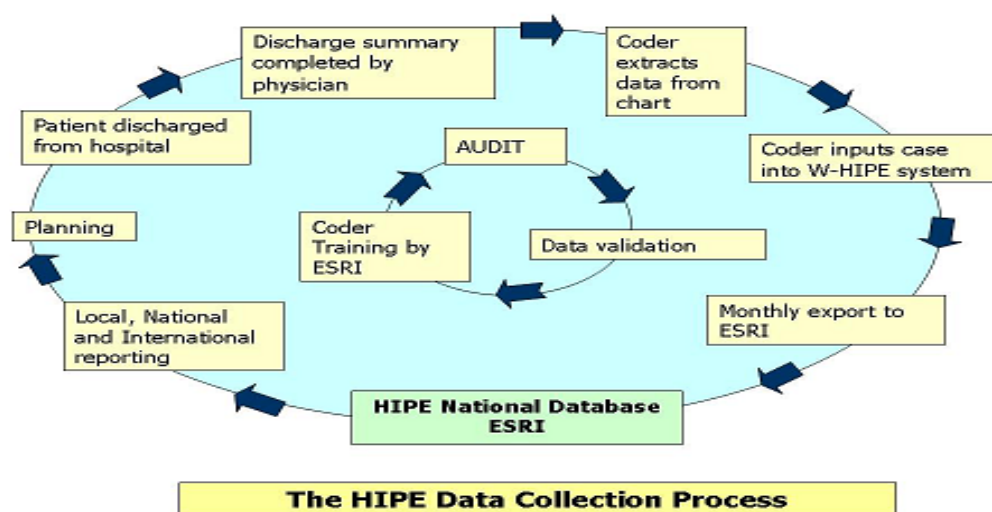 Discharge summary
completed by
physician
Coder
extracts
data from
chart
Patient discharged
from hospital
AUDIT
Coder inputs case
into W-HIPE system
Planning
Coder
Training by
ESRI
Data validation
Local, National
and International
reporting
Monthly export to
ESRI
HIPE National Database
ESRI
The HIPE Data Collection Process